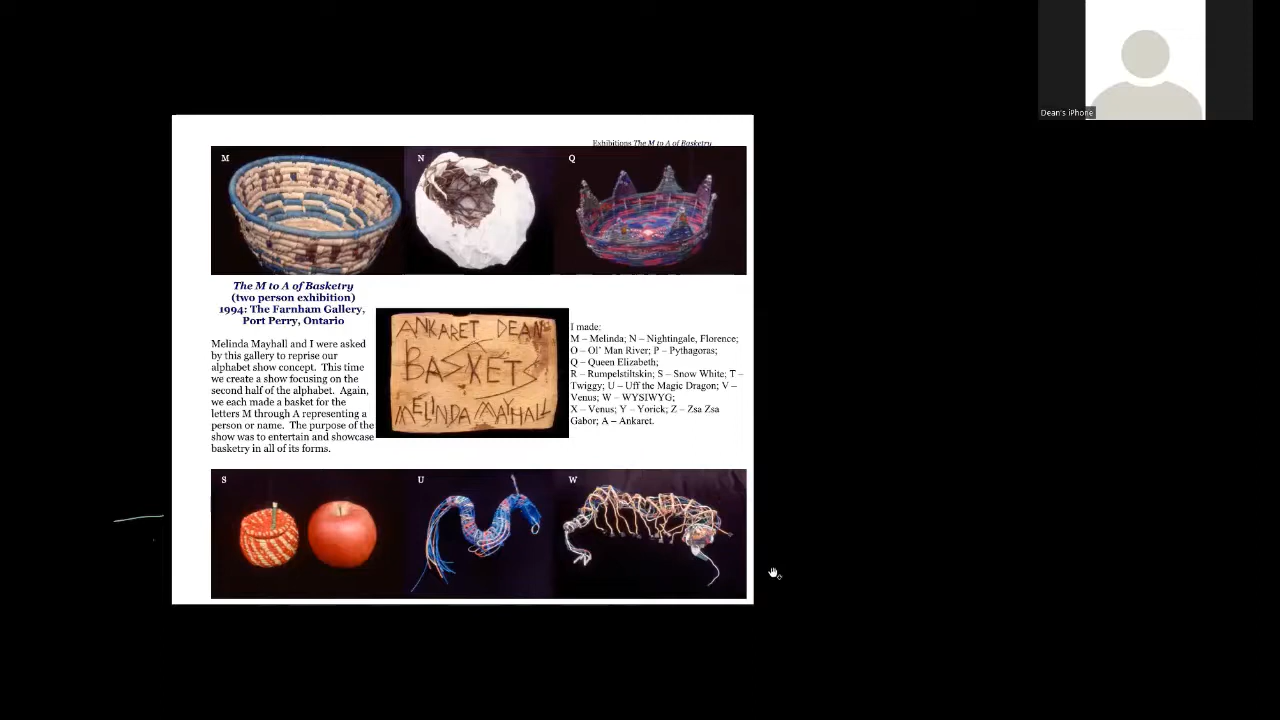 Dean's iPhone
Exhibitions The M to A of Basketry
M
N
Q
The M to A of Basketry
(two person exhibition)
1994: The Farnham Gallery,
Port Perry, Ontario
Melinda Mayhall and I were asked
by this gallery to reprise our
alphabet show concept. This time
we create a show focusing on the
second half of the alphabet. Again,
we each made a basket for the
letters M through A representing a
person or name. The purpose of the
show was to entertain and showcase
basketry in all of its forms.
ANKARET DEAN
BASKETS
MELINDA MAYHALL
I made:
M – Melinda; N – Nightingale, Florence;
O – Ol' Man River; P – Pythagoras;
Q – Queen Elizabeth;
R – Rumpelstiltskin; S – Snow White; T –
Twiggy; U – Uff the Magic Dragon; V –
Venus; W – WYSIWYG;
X – Venus; Y – Yorick; Z – Zsa Zsa
Gabor; A – Ankaret.
S
U
W